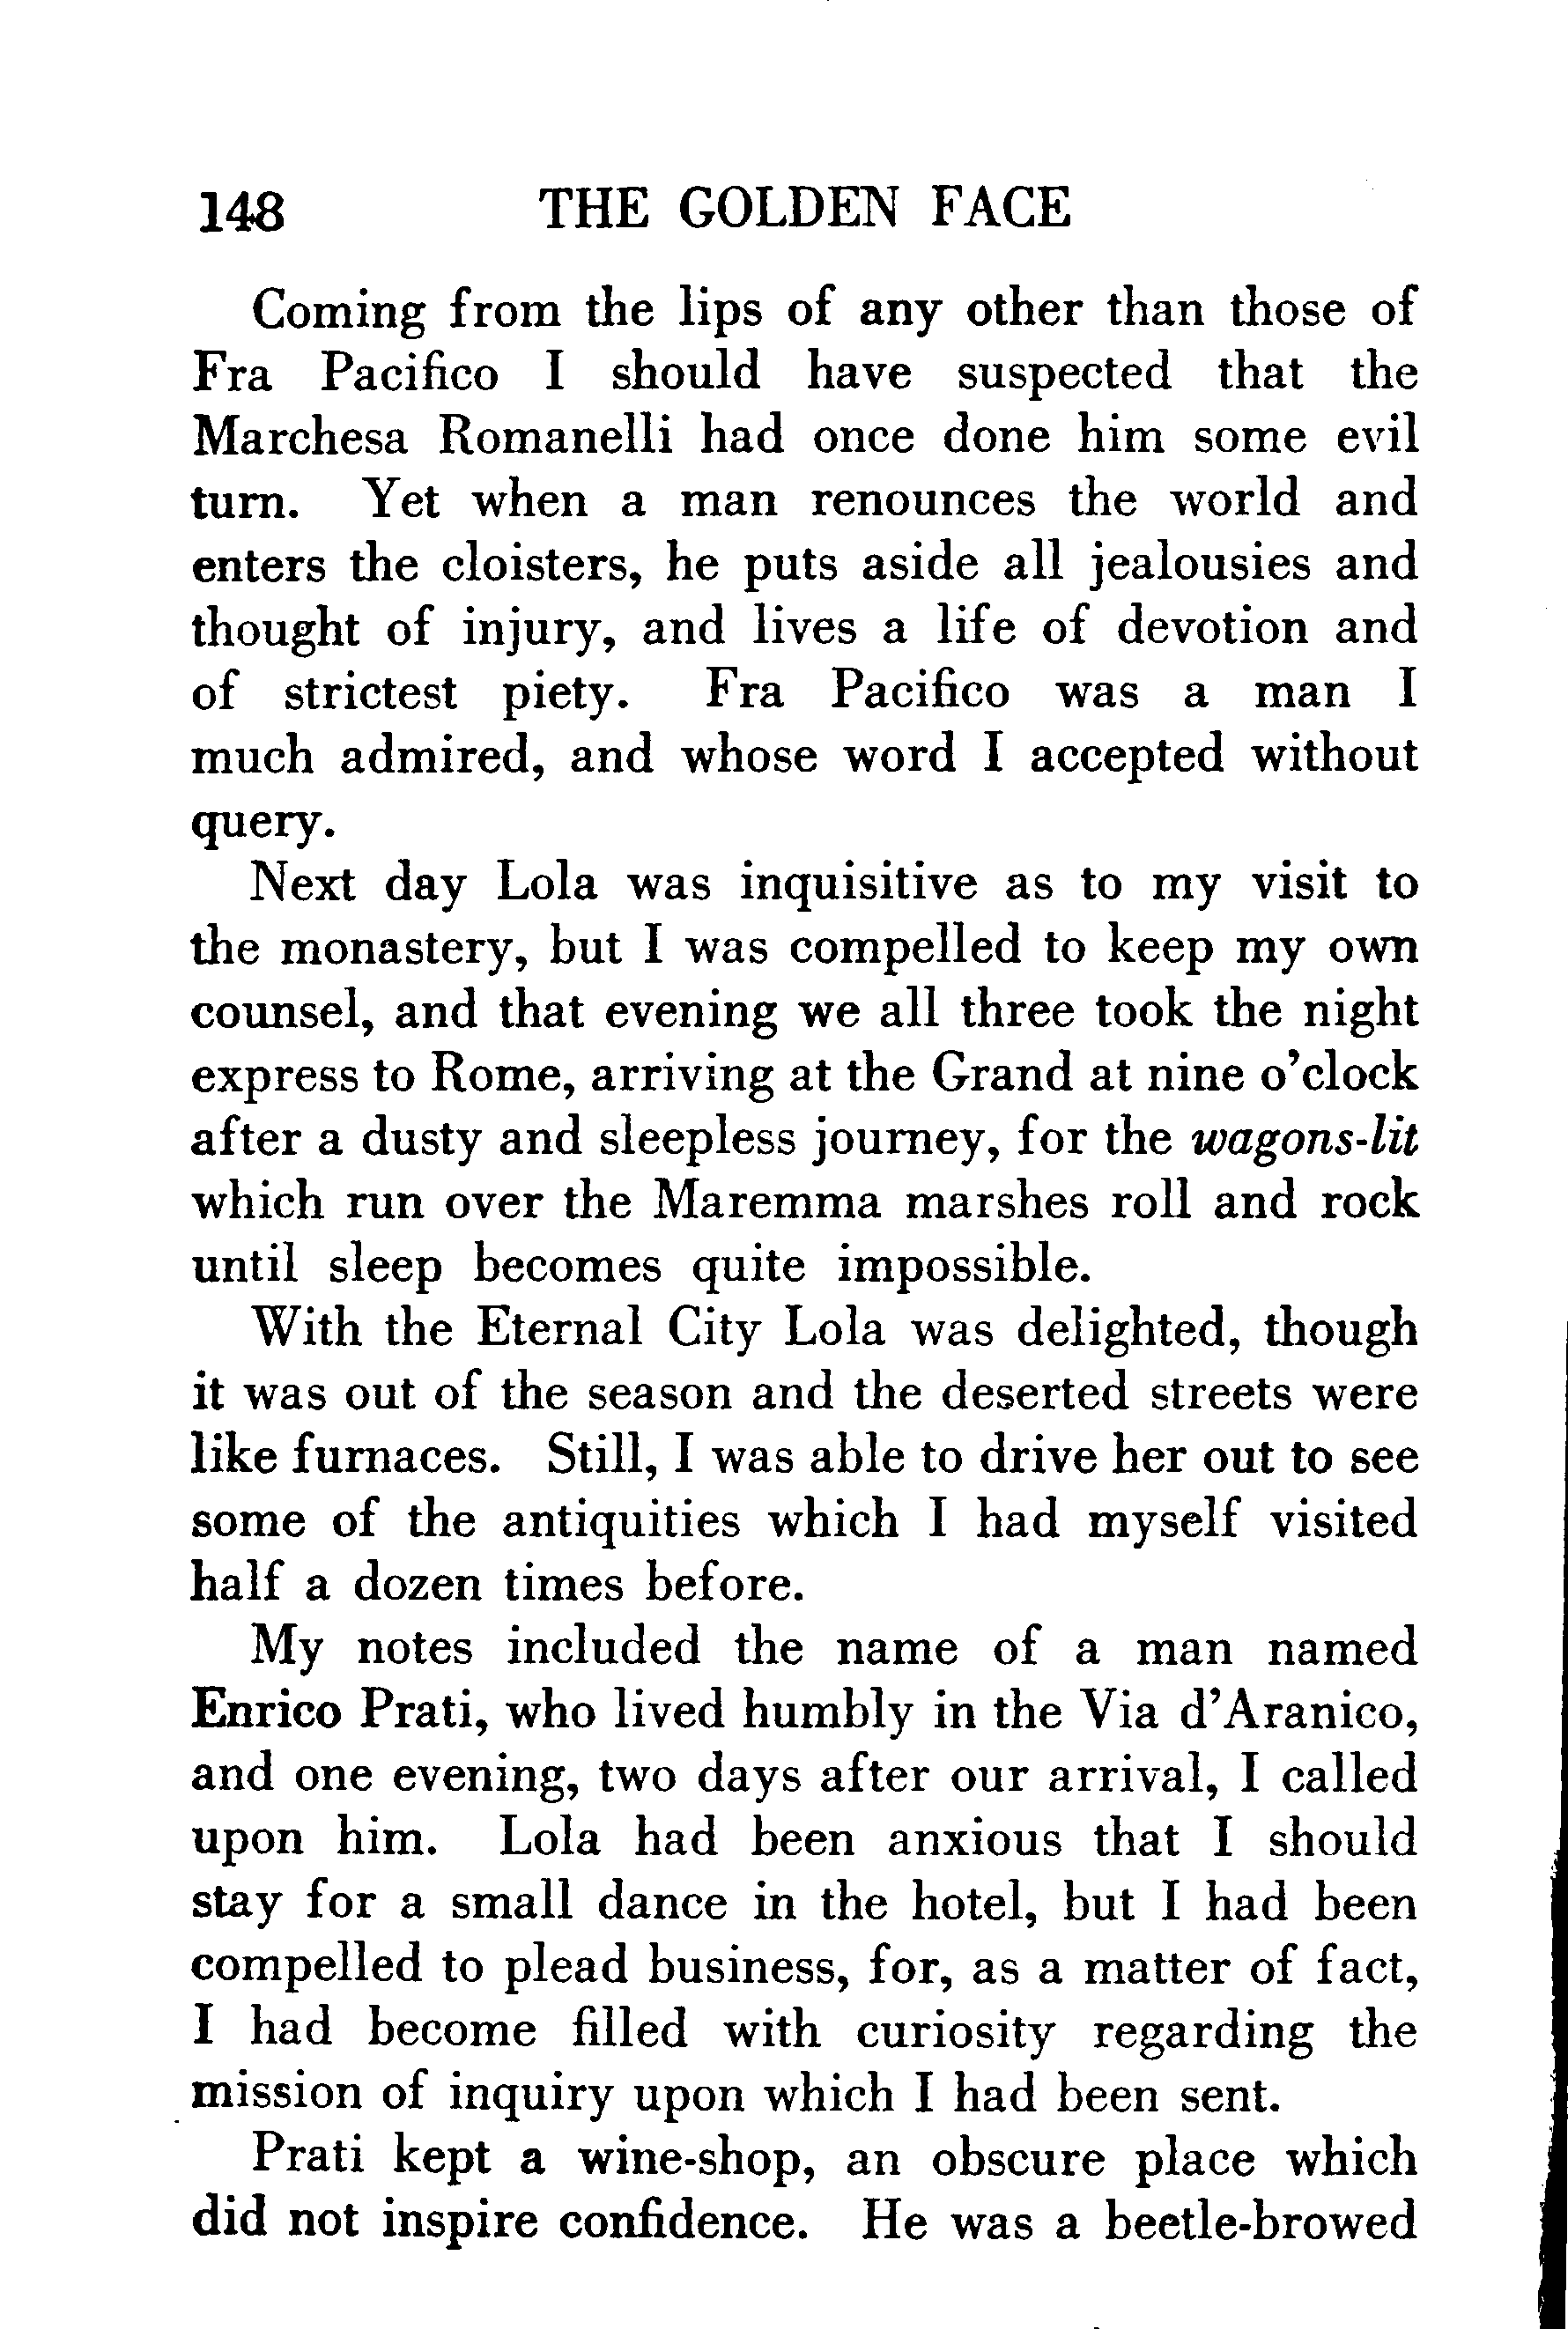 148 THE GOLDEN FACE
Coming from the lips of any other than those of
Fra Pacifico I should have suspected that the
Marchesa Romanelli had once done him some evil
turn. Yet when a man renounces the world and
enters the cloisters, he puts aside all jealousies and
thought of injury, and lives a life of devotion and
of strictest piety. Fra Pacifico was a man I
much admired, and whose word I accepted without
query.
Next day Lola was inquisitive as to my visit to
the monastery, but I was compelled to keep my own
counsel, and that evening we all three took the night
express to Rome, arriving at the Grand at nine o'clock
after a dusty and sleepless journey, for the wagons-lit
which run over the Maremma marshes roll and rock
until sleep becomes quite impossible.
With the Eternal City Lola was delighted, though
it was out of the season and the deserted streets were
like furnaces. Still, I was able to drive her out to see
some of the antiquities which I had myself visited
half a dozen times before.
My notes included the name of a man named
Enrico Prati, who lived humbly in the Via d'Aranico,
and one evening, two days after our arrival, I called
upon him. Lola had been anxious that I should
stay for a small dance in the hotel, but I had been
compelled to plead business, for, as a matter of fact,
I had become filled with curiosity regarding the
mission of inquiry upon which I had been sent.
Prati kept a wine-shop, an obscure place which
did not inspire confidence. He was a beetle-browed